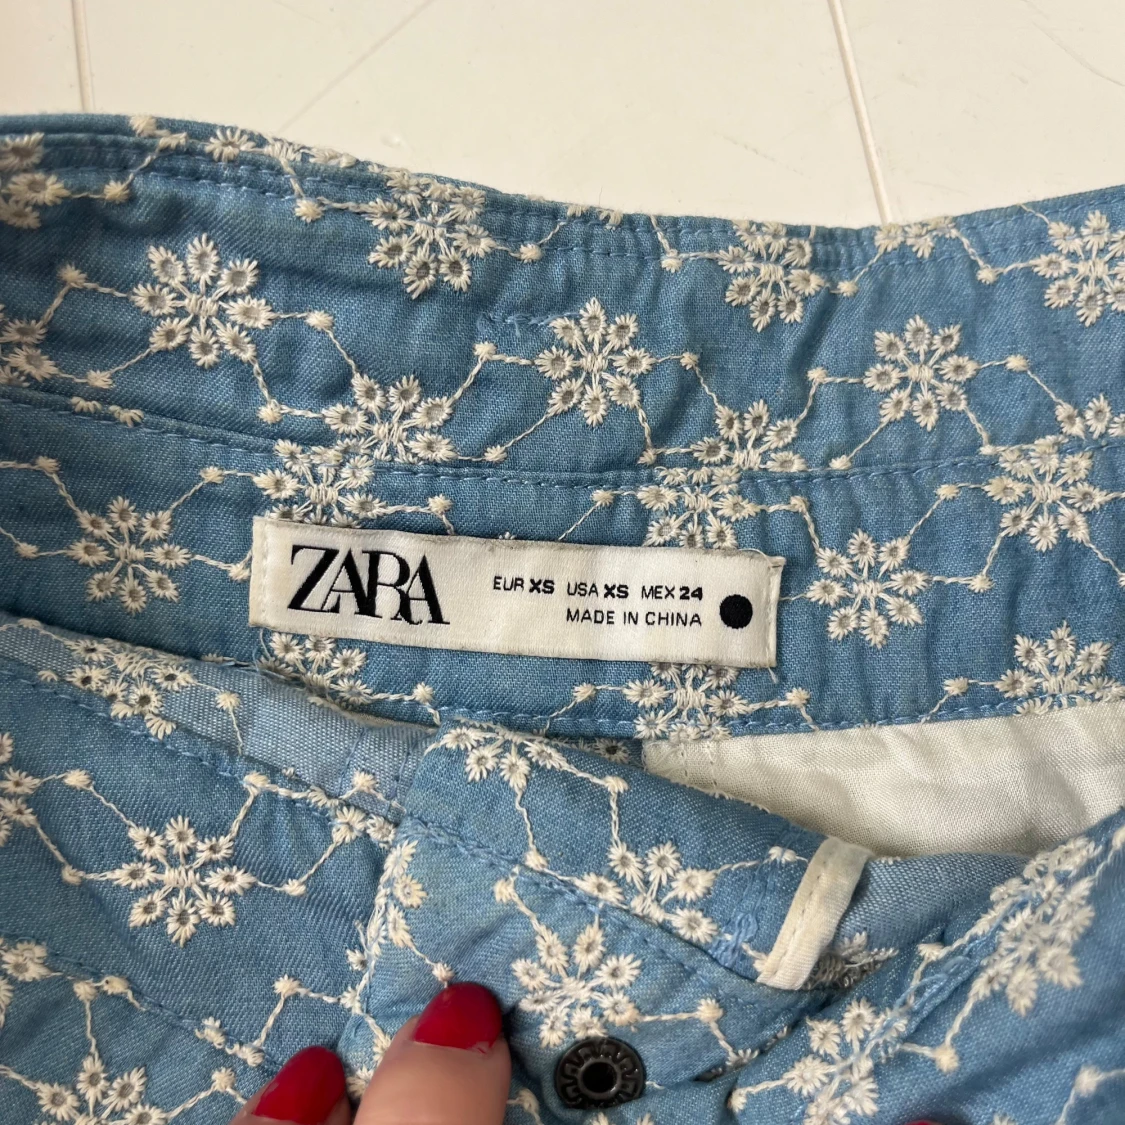 ZARA
EUR XS USA XS MEX 24
MADE IN CHINA